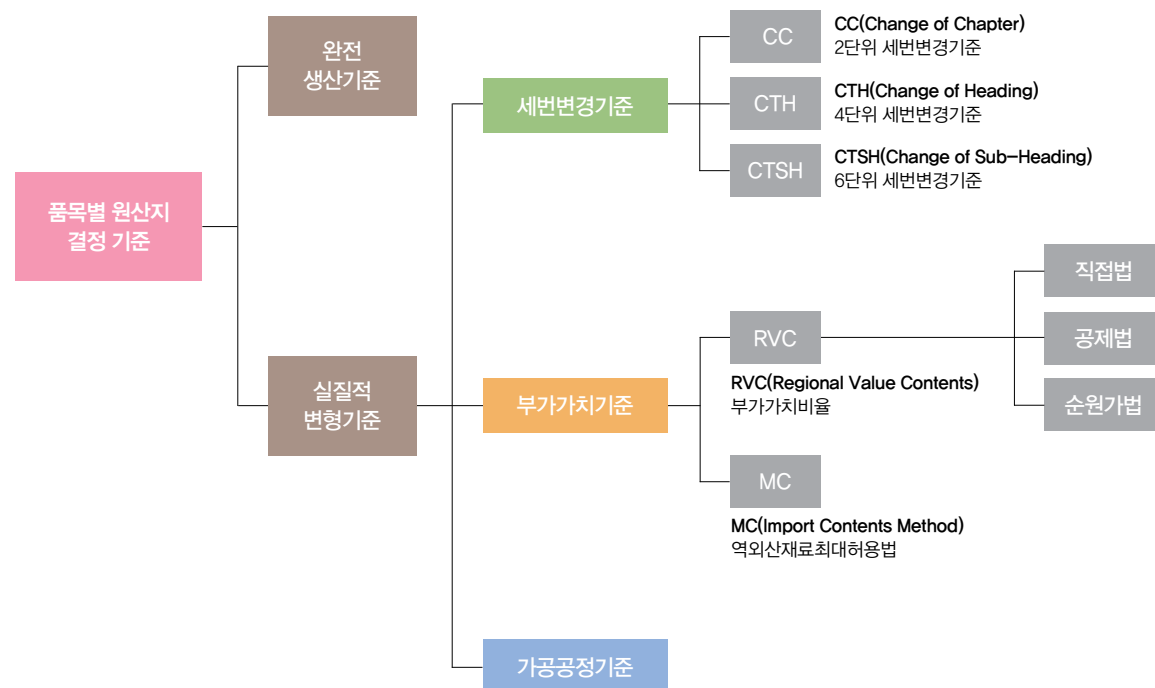 품목별 원산지
결정 기준
완전
생산기준
실질적
변형기준
세번변경기준
CC
CC(Change of Chapter)
2단위 세번변경기준
CTH
CTH(Change of Heading)
4단위 세번변경기준
CTSH
CTSH(Change of Sub-Heading)
6단위 세번변경기준
부가가치기준
RVC
RVC(Regional Value Contents)
부가가치비율
직접법
공제법
순원가법
MC
MC(Import Contents Method)
역외산재료최대허용법
가공공정기준